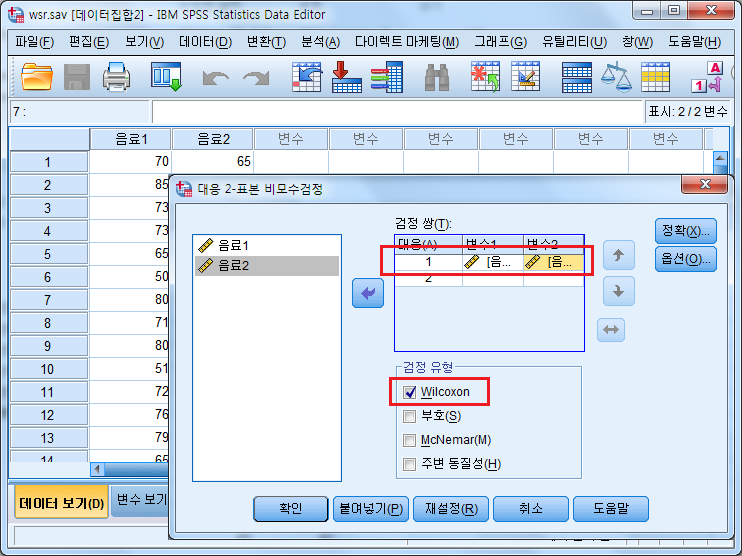 wsr.sav [데이터집합2] - IBM SPSS Statistics Data Editor
파일(F) 편집(E) 보기(V) 데이터(D) 변환(T) 분석(A) 다이렉트 마케팅(M) 그래프(G) 유틸리티(U) 창(W) 도움말(H)
7 : 표시: 2 / 2 변수
음료1 음료2 변수 변수 변수 변수 변수 변수
1 70 65
2 85
3 73
4 73
5 65
6 50
7 80
8 71
9 80
10 51
11 72
12 76
13 79
14 65
데이터 보기(D) 변수 보기
대응 2-표본 비모수검정
음료1
음료2
검정 쌍(T):
대응(A) 변수1 변수2
1 [음... [음...
2
정확(X)...
옵션(O)...
검정 유형
Wilcoxon
부호(S)
McNemar(M)
주변 동질성(H)
확인 붙여넣기(P) 재설정(R) 취소 도움말